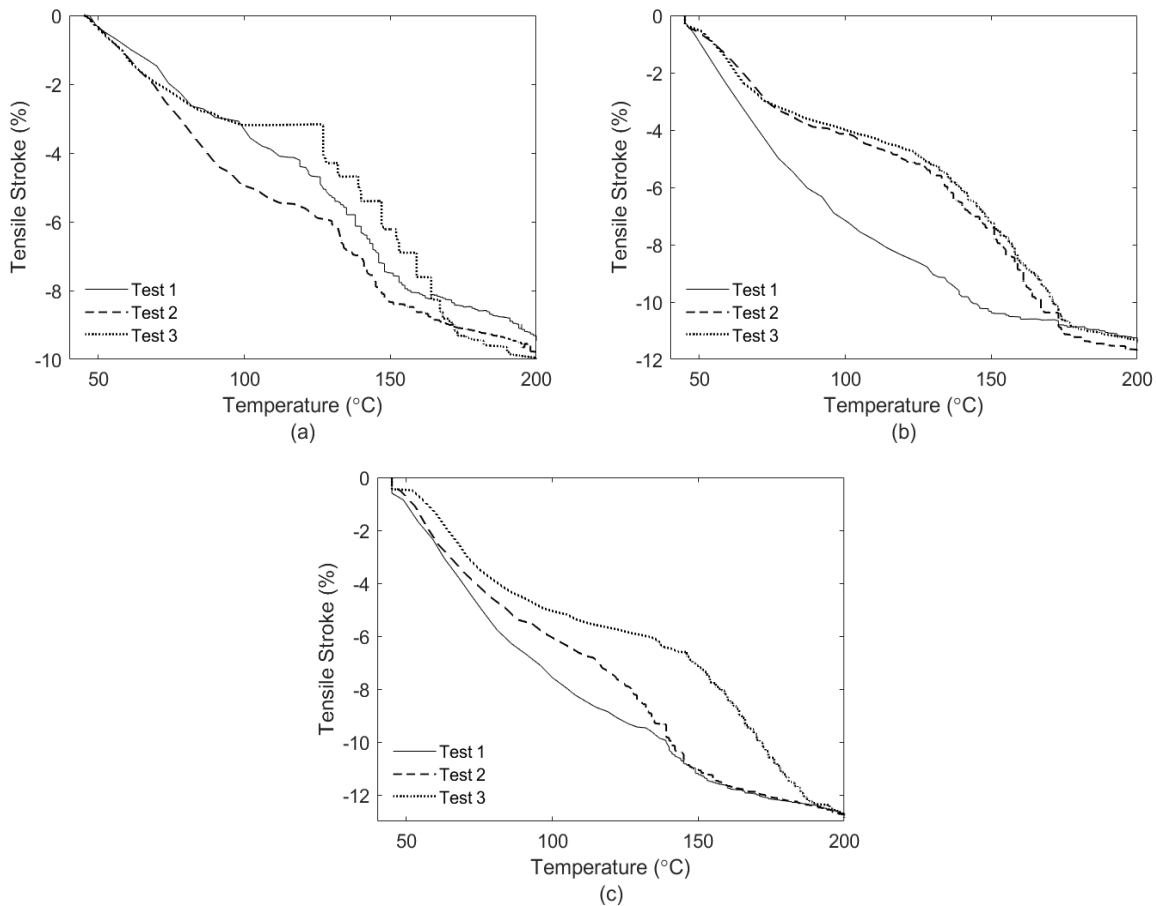 0
-2
-4
-6
-8
-10
Tensile Stroke (%)
Test 1
Test 2
Test 3
50
100
150
200
Temperature (°C)
(a)
0
-2
-4
-6
-8
-10
-12
Tensile Stroke (%)
Test 1
Test 2
Test 3
50
100
150
200
Temperature (°C)
(b)
0
-2
-4
-6
-8
-10
-12
Tensile Stroke (%)
Test 1
Test 2
Test 3
50
100
150
200
Temperature (°C)
(c)